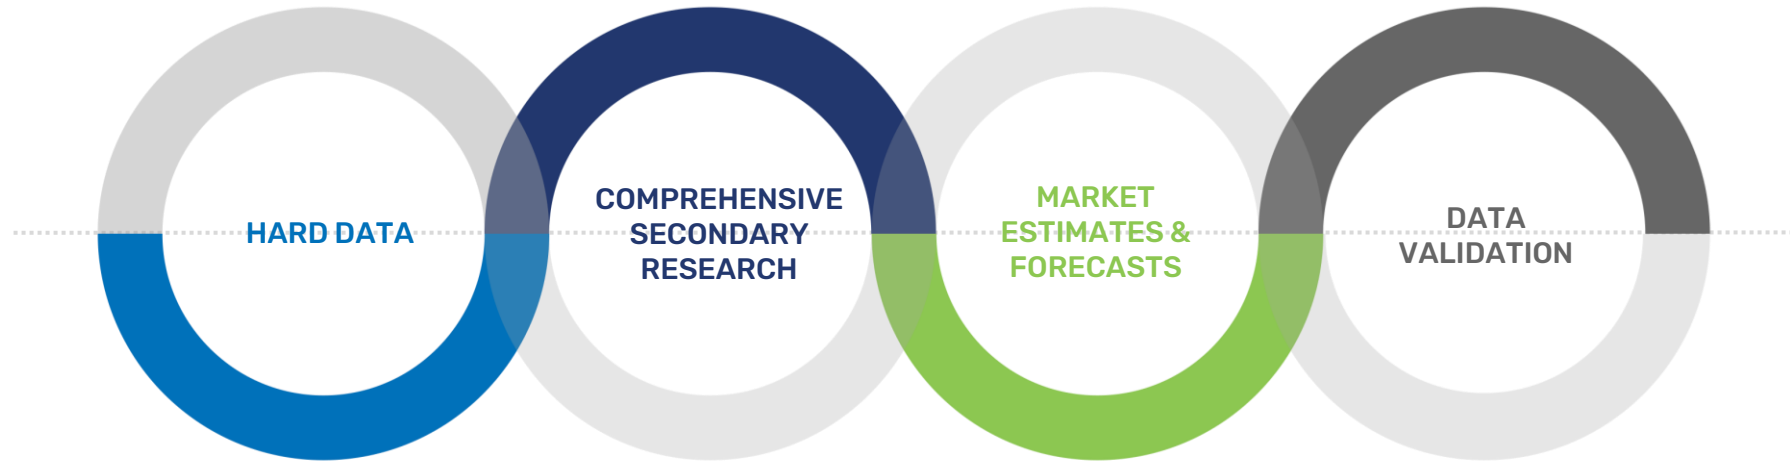 HARD DATA
COMPREHENSIVE
SECONDARY
RESEARCH
MARKET
ESTIMATES &
FORECASTS
DATA
VALIDATION